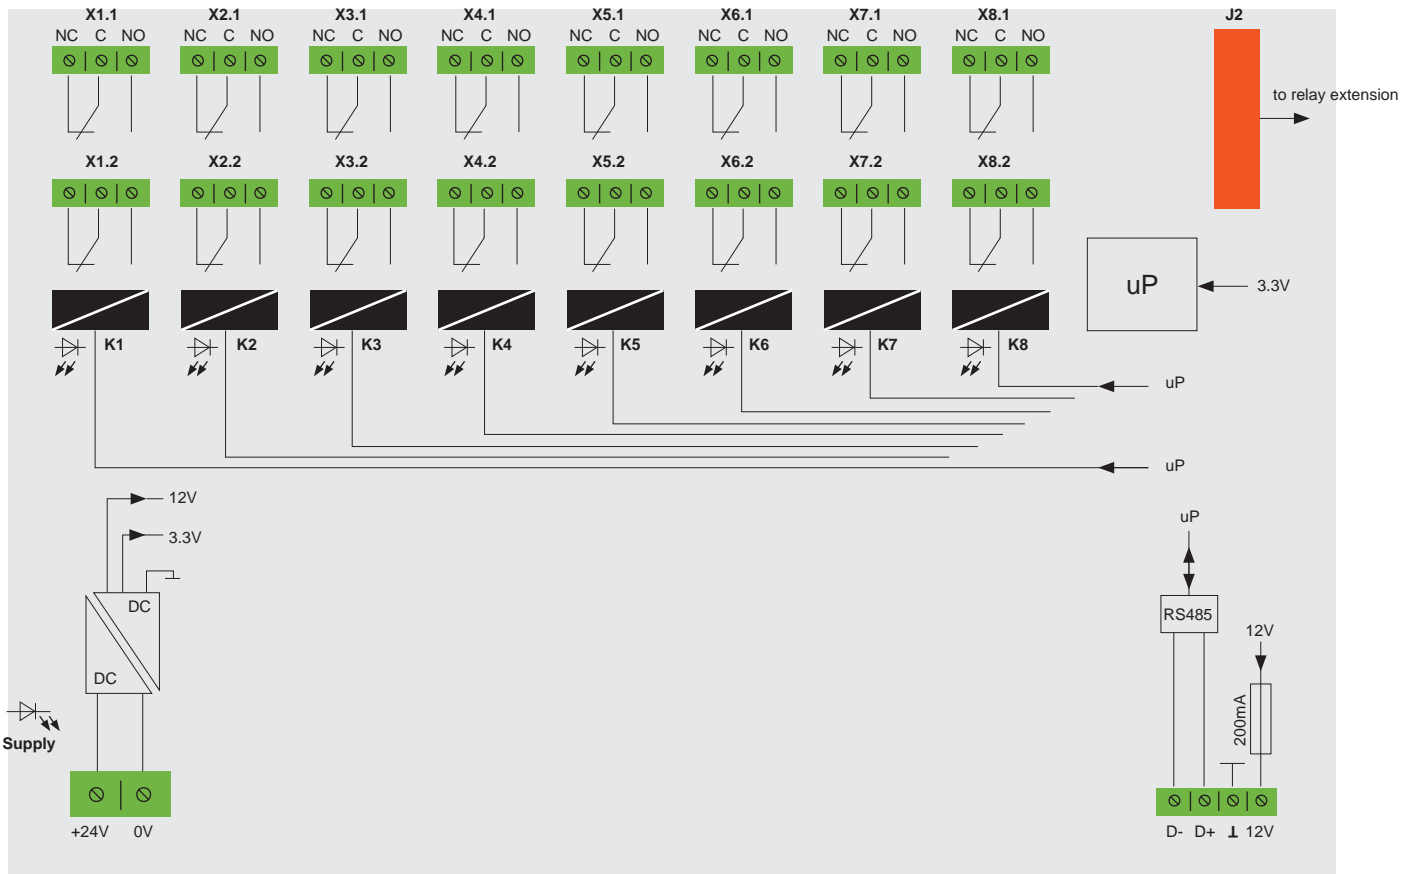 X1.1 X2.1 X3.1 X4.1 X5.1 X6.1 X7.1 X8.1 J2
NC C NO NC C NO NC C NO NC C NO NC C NO NC C NO NC C NO NC C NO
to relay extension
X1.2 X2.2 X3.2 X4.2 X5.2 X6.2 X7.2 X8.2
uP 3.3V
K1 K2 K3 K4 K5 K6 K7 K8
uP
uP
12V
3.3V
uP
DC
RS485
12V
DC
200mA
Supply
+24V 0V
D- D+ ⊥ 12V